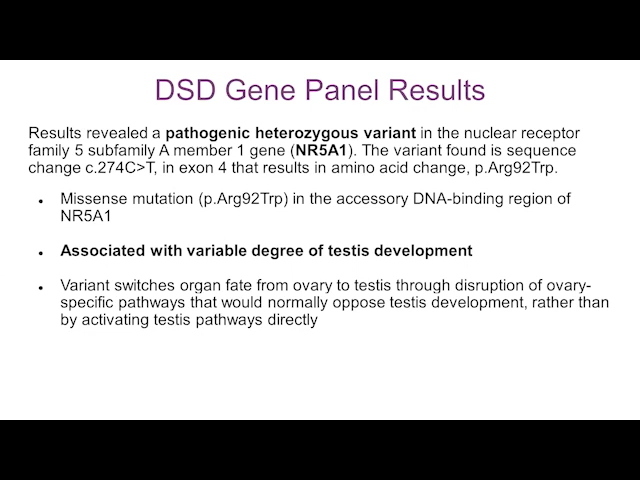 DSD Gene Panel Results
Results revealed a pathogenic heterozygous variant in the nuclear receptor
family 5 subfamily A member 1 gene (NR5A1). The variant found is sequence
change c.274C>T, in exon 4 that results in amino acid change, p.Arg92Trp.
• Missense mutation (p.Arg92Trp) in the accessory DNA-binding region of
NR5A1
• Associated with variable degree of testis development
• Variant switches organ fate from ovary to testis through disruption of ovary-
specific pathways that would normally oppose testis development, rather than
by activating testis pathways directly